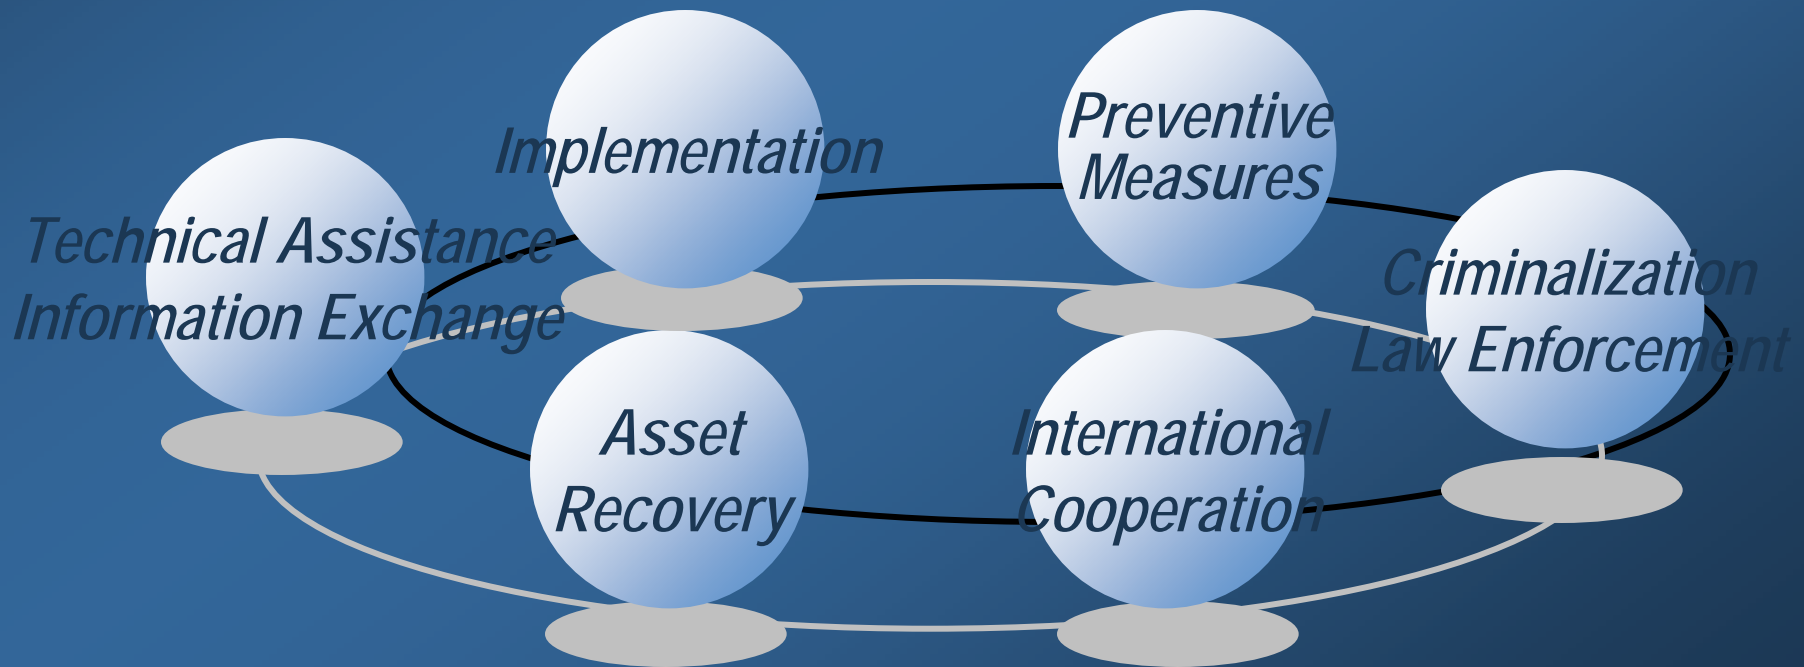 Implementation
Preventive
Measures
Technical Assistance
Information Exchange
Criminalization
Law Enforcement
Asset
Recovery
International
Cooperation